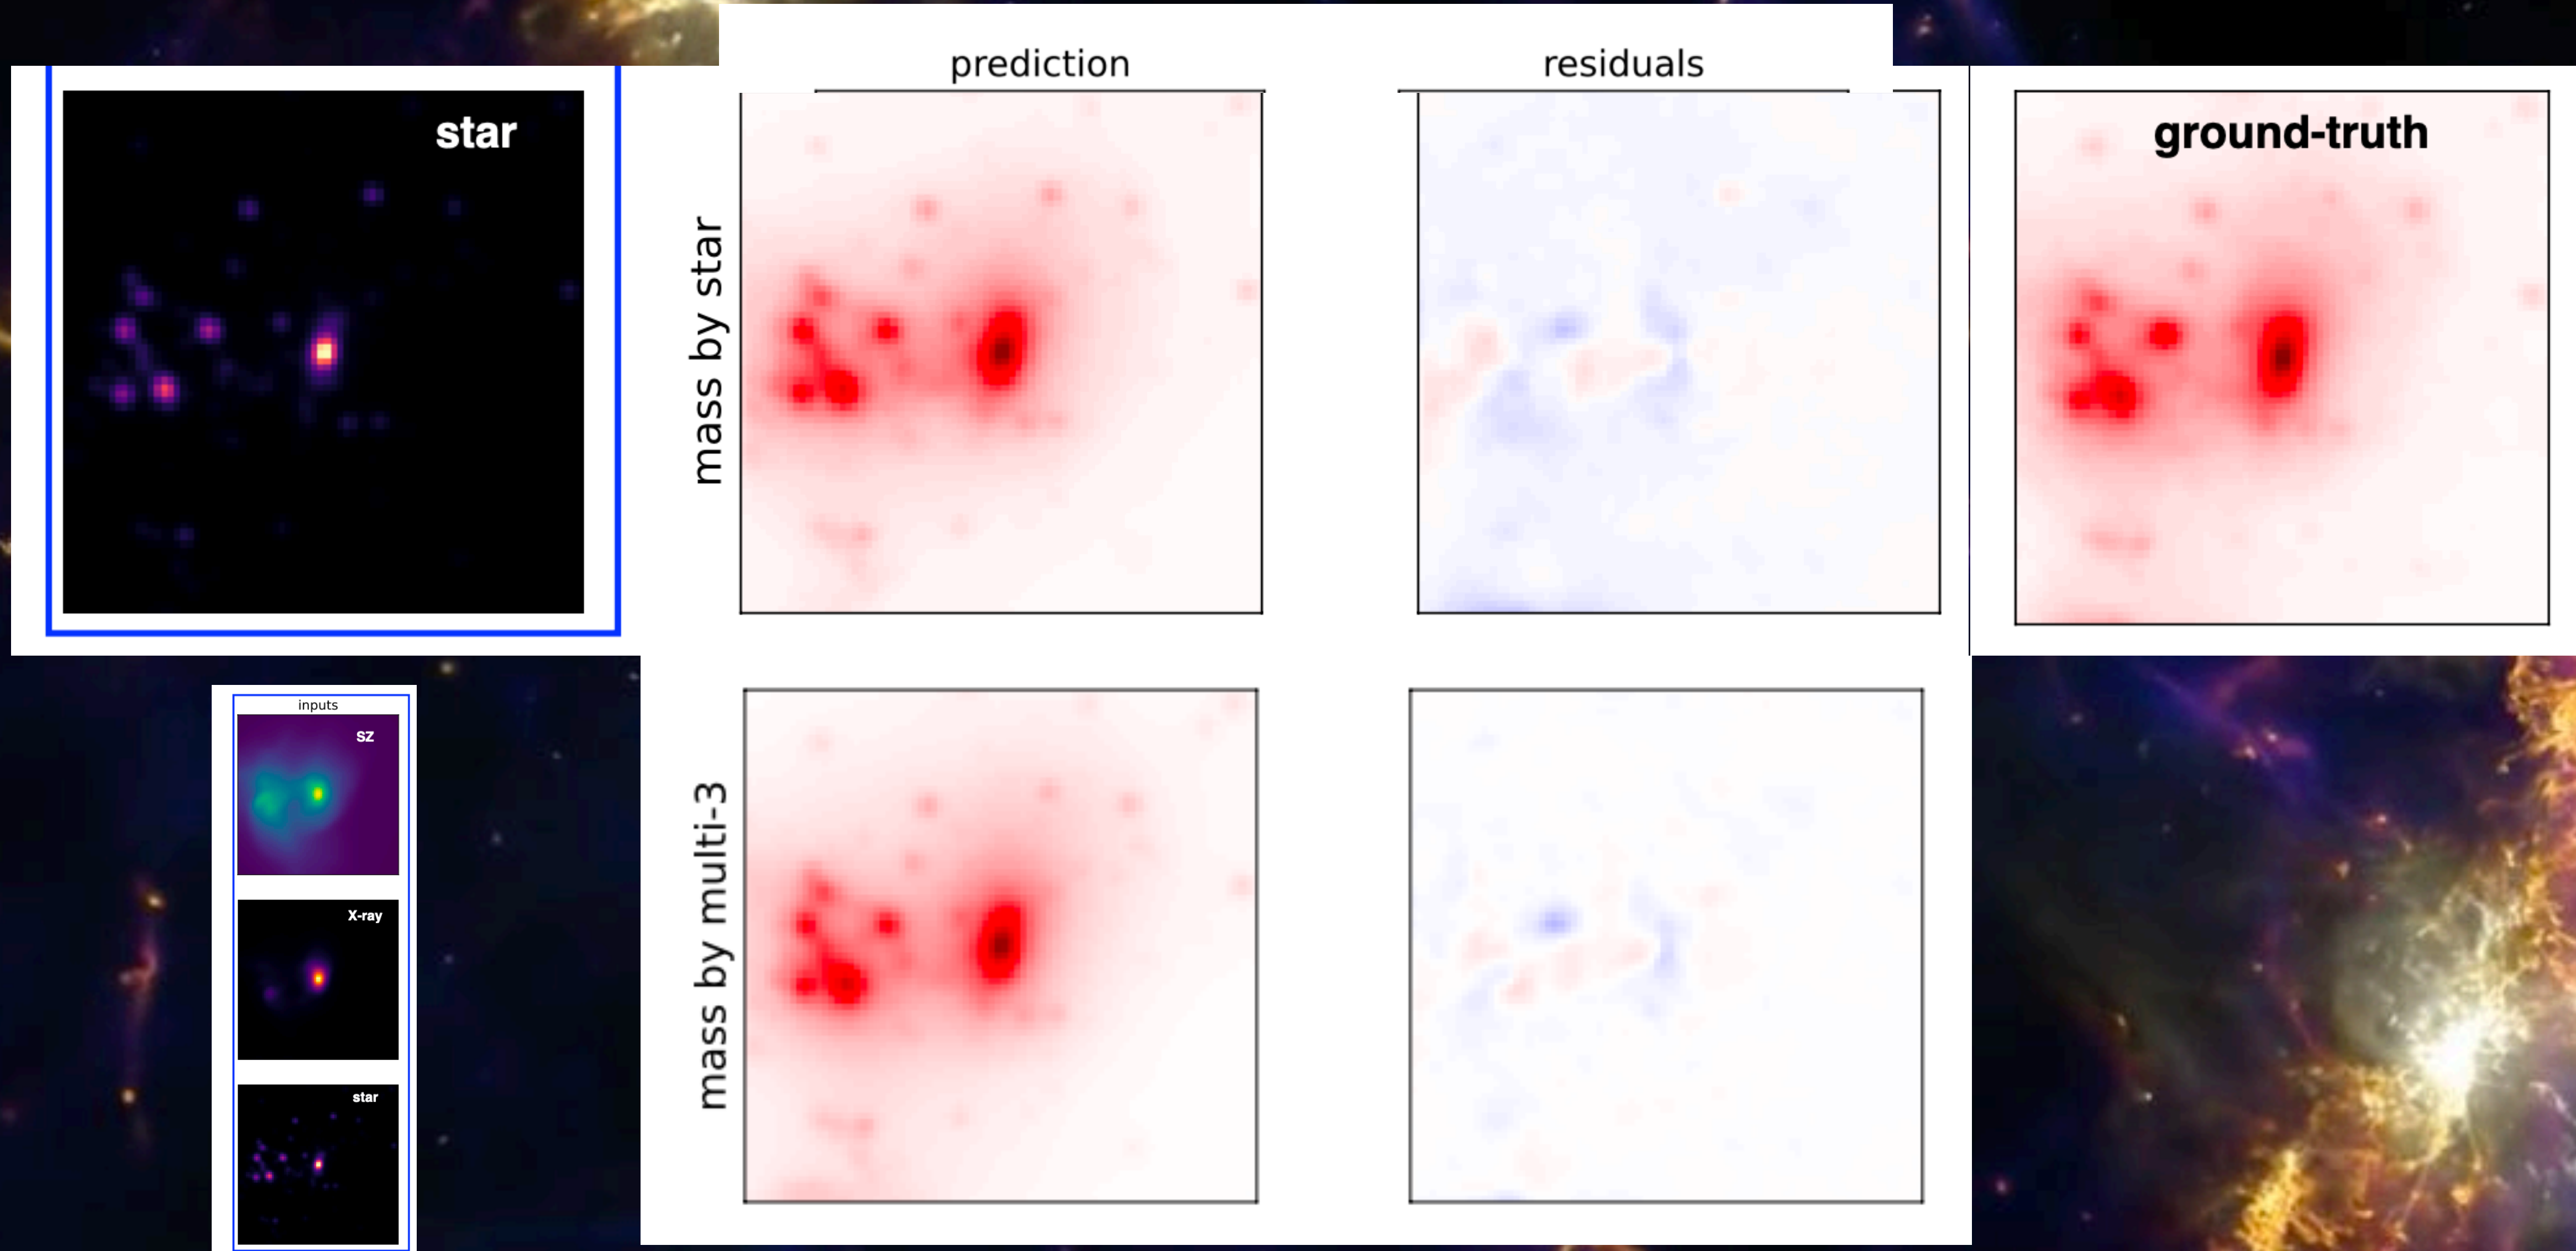 prediction
residuals
star
mass by star
ground-truth
inputs
SZ
X-ray
star
mass by multi-3